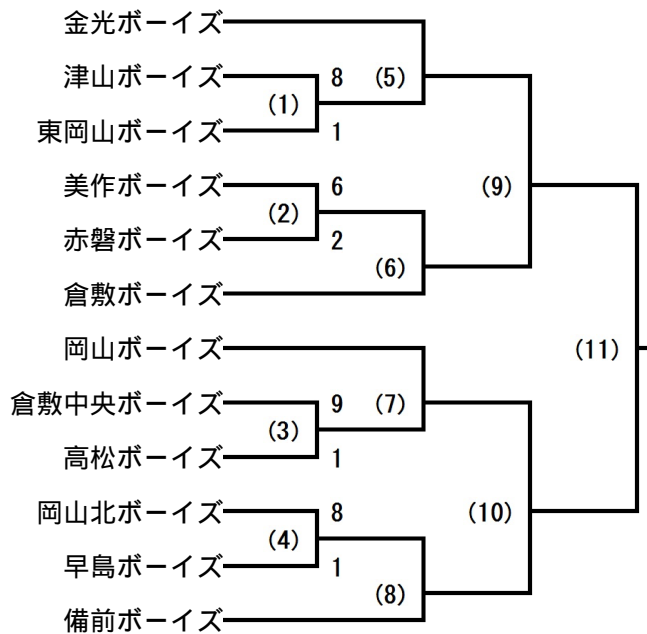 金光ボーイズ
津山ボーイズ 8 (5)
(1)
東岡山ボーイズ 1
美作ボーイズ 6 (9)
(2)
赤磐ボーイズ 2
(6)
倉敷ボーイズ
岡山ボーイズ (11)
倉敷中央ボーイズ 9 (7)
(3)
高松ボーイズ 1
岡山北ボーイズ 8 (10)
(4)
早島ボーイズ 1
(8)
備前ボーイズ